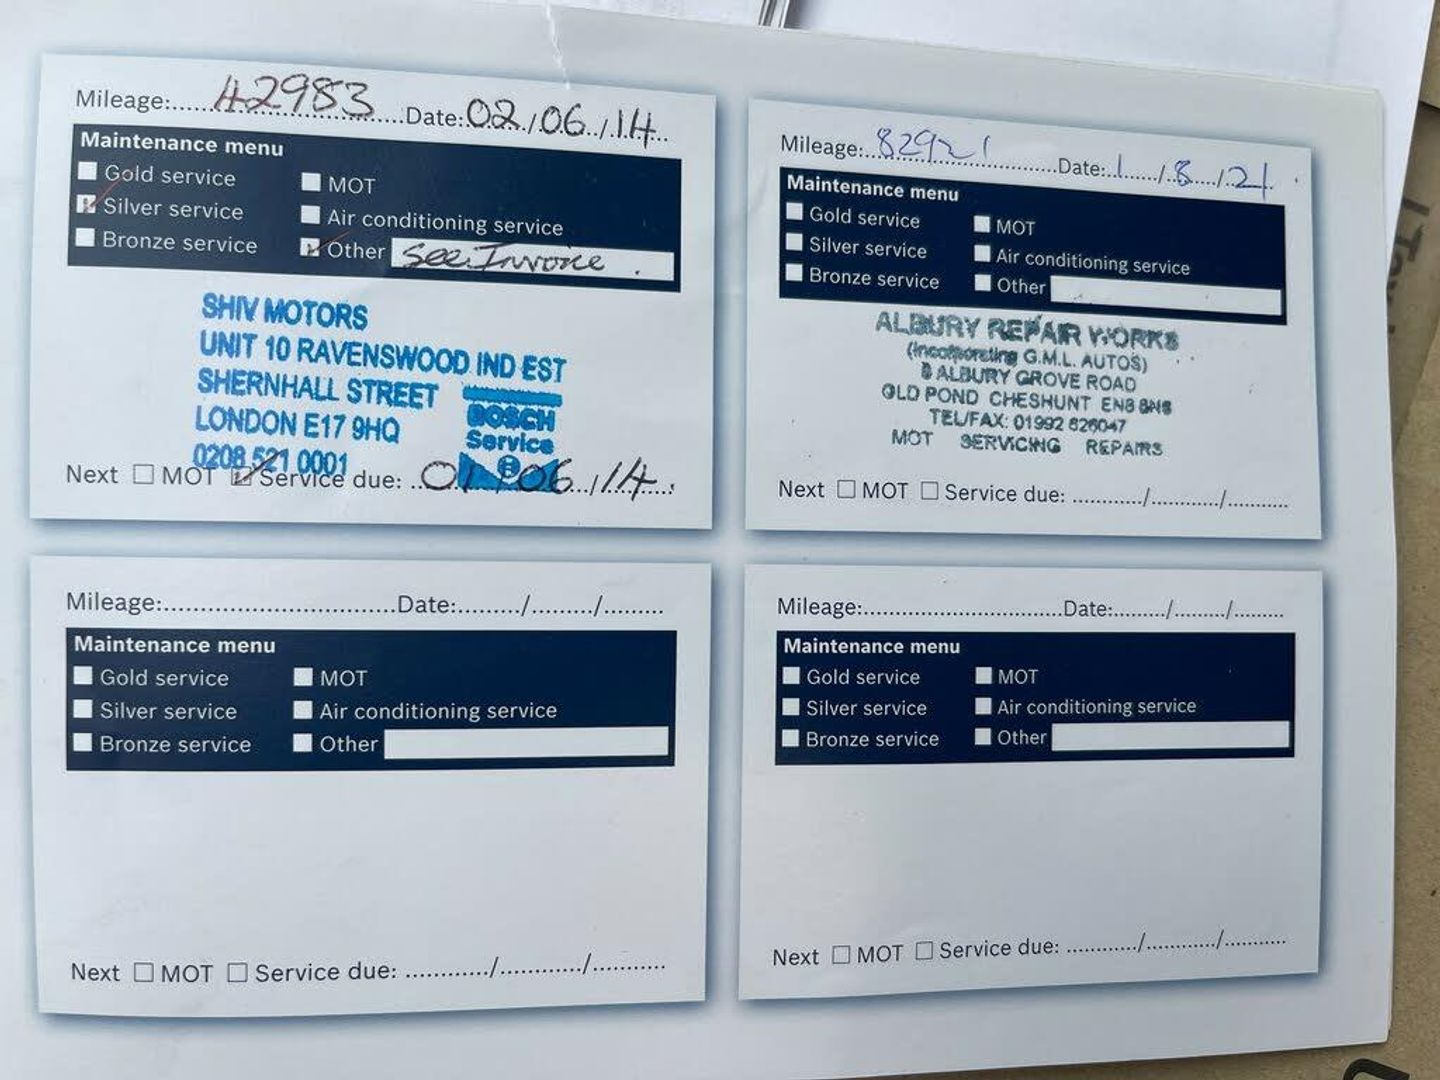 Mileage:.....42983....Date:02/06/14
Maintenance menu
Gold service MOT
Silver service Air conditioning service
Bronze service Other See Invoice .
SHIV MOTORS
UNIT 10 RAVENSWOOD IND EST
SHERNHALL STREET
LONDON E17 9HQ
0208 521 0001
BOSCH
Service
Next MOT Service due: 01/06/14.
Mileage:..82921..........Date:..1..../..8.../.21.
Maintenance menu
Gold service MOT
Silver service Air conditioning service
Bronze service Other
ALBURY REPAIR WORKS
(Incorporating G.M.L. AUTOS)
8 ALBURY GROVE ROAD
OLD POND CHESHUNT EN8
TEL/FAX: 01992 626047
MOT SERVICING REPAIRS
Next MOT Service due: ............/............/............
Mileage:................................Date:........./........./.........
Maintenance menu
Gold service MOT
Silver service Air conditioning service
Bronze service Other
Next MOT Service due: ............/............/............
Mileage:................................Date:........./........./.........
Maintenance menu
Gold service MOT
Silver service Air conditioning service
Bronze service Other
Next MOT Service due: ............/............/............